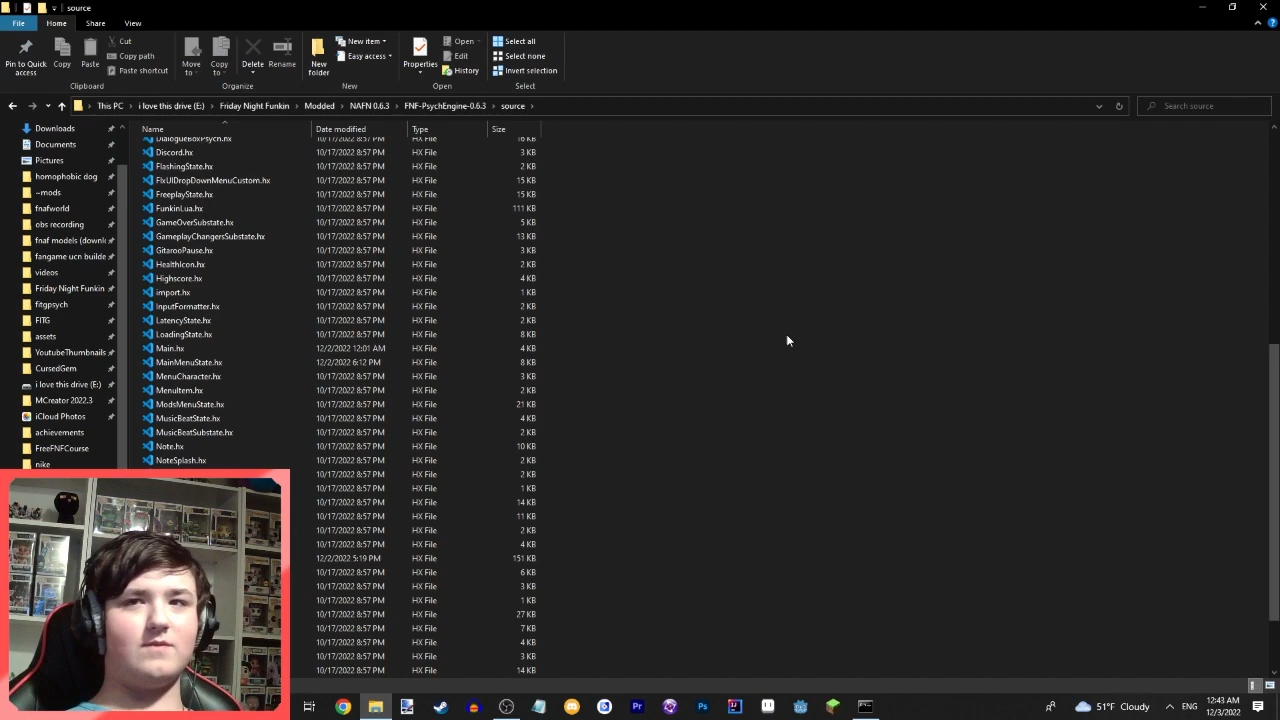 source
File Home Share View
Pin to Quick access
Copy
Paste
Cut
Copy path
Paste shortcut
Move to
Copy to
Delete
Rename
New folder
New item
Easy access
Properties
Open
Edit
History
Select all
Select none
Invert selection
Clipboard Organize New Open Select
This PC › i love this drive (E:) › Friday Night Funkin › Modded › NAFN 0.6.3 › FNF-PsychEngine-0.6.3 › source ›
Search source
Name Date modified Type Size
Downloads
Documents
Pictures
homophobic dog
~mods
fnafworld
obs recording
fnaf models (downl
fangame ucn builde
videos
Friday Night Funkin
fitgpsych
FITG
assets
YoutubeThumbnails
CursedGem
i love this drive (E:)
MCreator 2022.3
iCloud Photos
achievements
FreeFNFCourse
nike
DialogueBoxPsych.hx 10/17/2022 8:57 PM HX File 16 KB
Discord.hx 10/17/2022 8:57 PM HX File 3 KB
FlashingState.hx 10/17/2022 8:57 PM HX File 2 KB
FlxUIDropDownMenuCustom.hx 10/17/2022 8:57 PM HX File 15 KB
FreeplayState.hx 10/17/2022 8:57 PM HX File 15 KB
FunkinLua.hx 10/17/2022 8:57 PM HX File 111 KB
GameOverSubstate.hx 10/17/2022 8:57 PM HX File 5 KB
GameplayChangersSubstate.hx 10/17/2022 8:57 PM HX File 13 KB
GitarooPause.hx 10/17/2022 8:57 PM HX File 3 KB
HealthIcon.hx 10/17/2022 8:57 PM HX File 2 KB
Highscore.hx 10/17/2022 8:57 PM HX File 4 KB
import.hx 10/17/2022 8:57 PM HX File 1 KB
InputFormatter.hx 10/17/2022 8:57 PM HX File 2 KB
LatencyState.hx 10/17/2022 8:57 PM HX File 2 KB
LoadingState.hx 10/17/2022 8:57 PM HX File 8 KB
Main.hx 12/2/2022 12:01 AM HX File 4 KB
MainMenuState.hx 12/2/2022 6:12 PM HX File 8 KB
MenuCharacter.hx 10/17/2022 8:57 PM HX File 3 KB
MenuItem.hx 10/17/2022 8:57 PM HX File 2 KB
ModsMenuState.hx 10/17/2022 8:57 PM HX File 21 KB
MusicBeatState.hx 10/17/2022 8:57 PM HX File 4 KB
MusicBeatSubstate.hx 10/17/2022 8:57 PM HX File 2 KB
Note.hx 10/17/2022 8:57 PM HX File 10 KB
NoteSplash.hx 10/17/2022 8:57 PM HX File 2 KB
10/17/2022 8:57 PM HX File 2 KB
10/17/2022 8:57 PM HX File 1 KB
10/17/2022 8:57 PM HX File 14 KB
10/17/2022 8:57 PM HX File 11 KB
10/17/2022 8:57 PM HX File 2 KB
10/17/2022 8:57 PM HX File 4 KB
12/2/2022 5:19 PM HX File 151 KB
10/17/2022 8:57 PM HX File 6 KB
10/17/2022 8:57 PM HX File 3 KB
10/17/2022 8:57 PM HX File 1 KB
10/17/2022 8:57 PM HX File 27 KB
10/17/2022 8:57 PM HX File 7 KB
10/17/2022 8:57 PM HX File 4 KB
10/17/2022 8:57 PM HX File 3 KB
10/17/2022 8:57 PM HX File 14 KB
51°F Cloudy
ENG
12:43 AM
12/3/2022